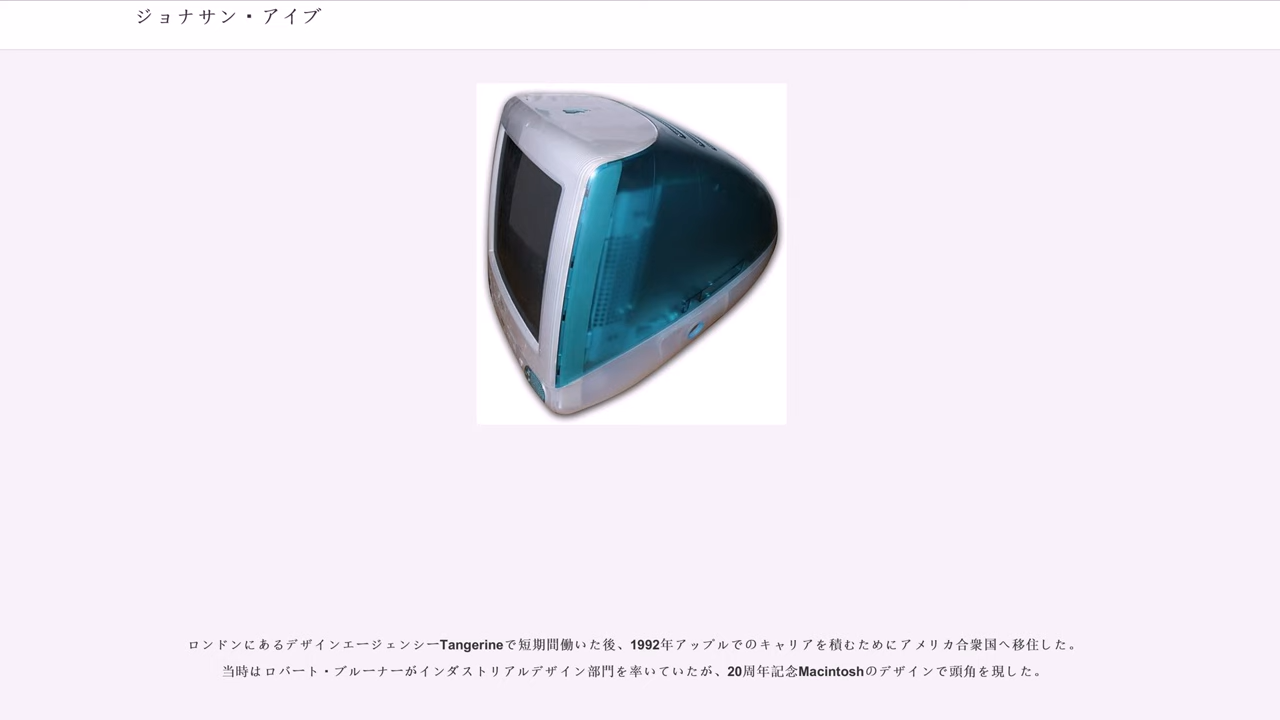 ジョナサン・アイブ
ロンドンにあるデザインエージェンシーTangerineで短期間働いた後、1992年アップルでのキャリアを積むためにアメリカ合衆国へ移住した。
当時はロバート・ブルーナーがインダストリアルデザイン部門を率いていたが、20周年記念Macintoshのデザインで頭角を現した。